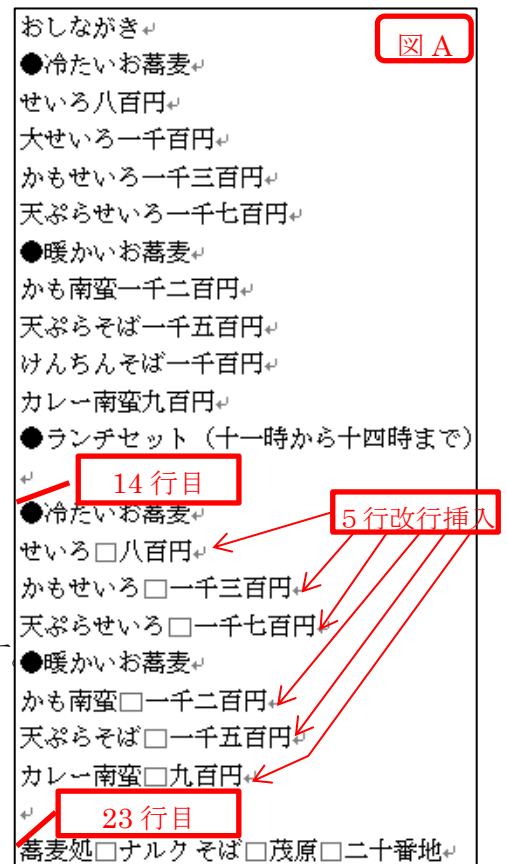 おしながき↵
図 A
●冷たいお蕎麦↵
せいろ八百円↵
大せいろ一千百円↵
かもせいろ一千三百円↵
天ぷらせいろ一千七百円↵
●暖かいお蕎麦↵
かも南蛮一千二百円↵
天ぷらそば一千五百円↵
けんちんそば一千百円↵
カレー南蛮九百円↵
●ランチセット（十一時から十四時まで）
↵
14 行目
●冷たいお蕎麦↵
5 行改行挿入
せいろ□八百円↵
かもせいろ□一千三百円↵
天ぷらせいろ□一千七百円↵
●暖かいお蕎麦↵
かも南蛮□一千二百円↵
天ぷらそば□一千五百円↵
カレー南蛮□九百円↵
↵
23 行目
蕎麦処□ナルクそば□茂原□二十番地↵